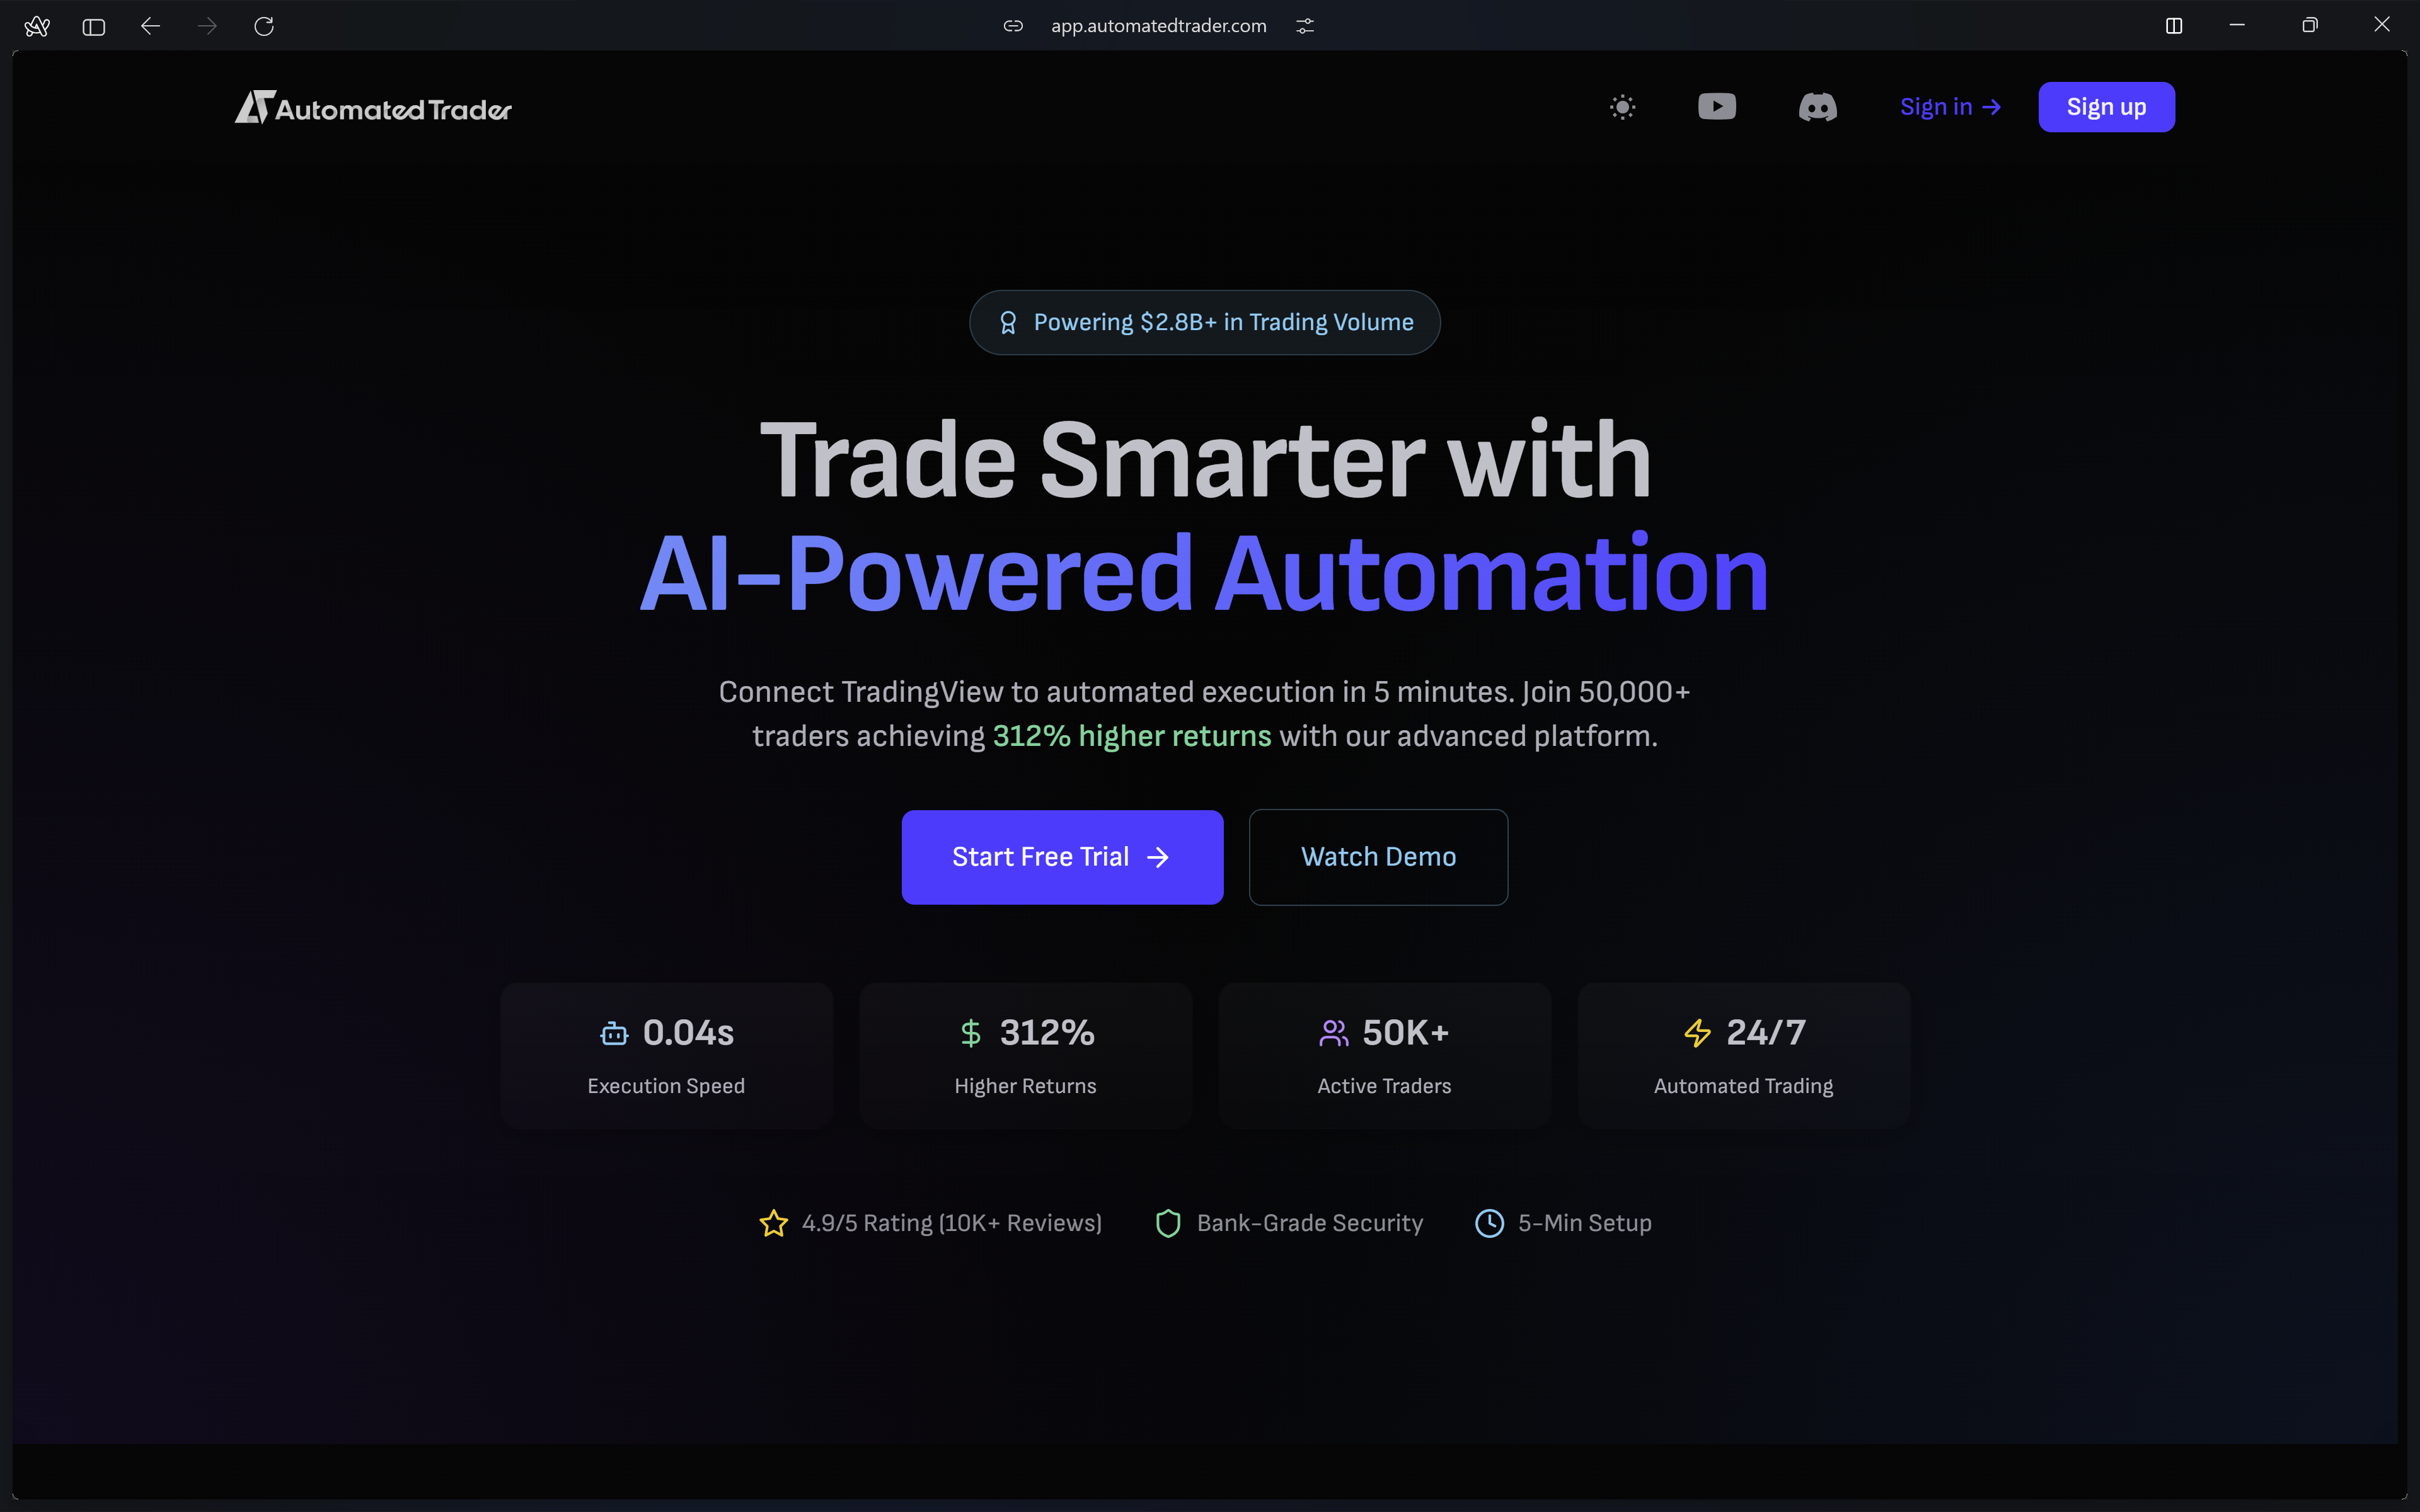 app.automatedtrader.com
AutomatedTrader
Sign in →
Sign up
Powering $2.8B+ in Trading Volume
Trade Smarter with
AI-Powered Automation
Connect TradingView to automated execution in 5 minutes. Join 50,000+
traders achieving 312% higher returns with our advanced platform.
Start Free Trial →
Watch Demo
0.04s
Execution Speed
312%
Higher Returns
50K+
Active Traders
24/7
Automated Trading
4.9/5 Rating (10K+ Reviews)
Bank-Grade Security
5-Min Setup